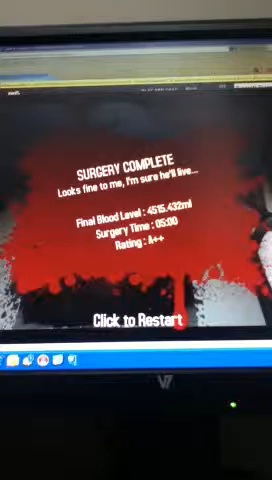 SURGERY COMPLETE
Looks fine to me, I'm sure he'll live...
Final Blood Level : 4515.432ml
Surgery Time : 05:00
Rating : A++
Click to Restart